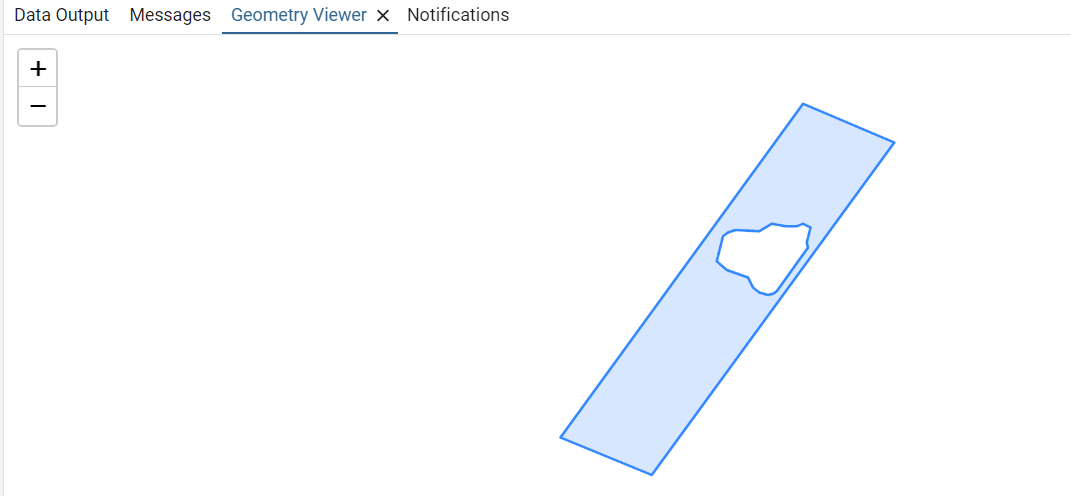 Data Output Messages Geometry Viewer × Notifications
+
−